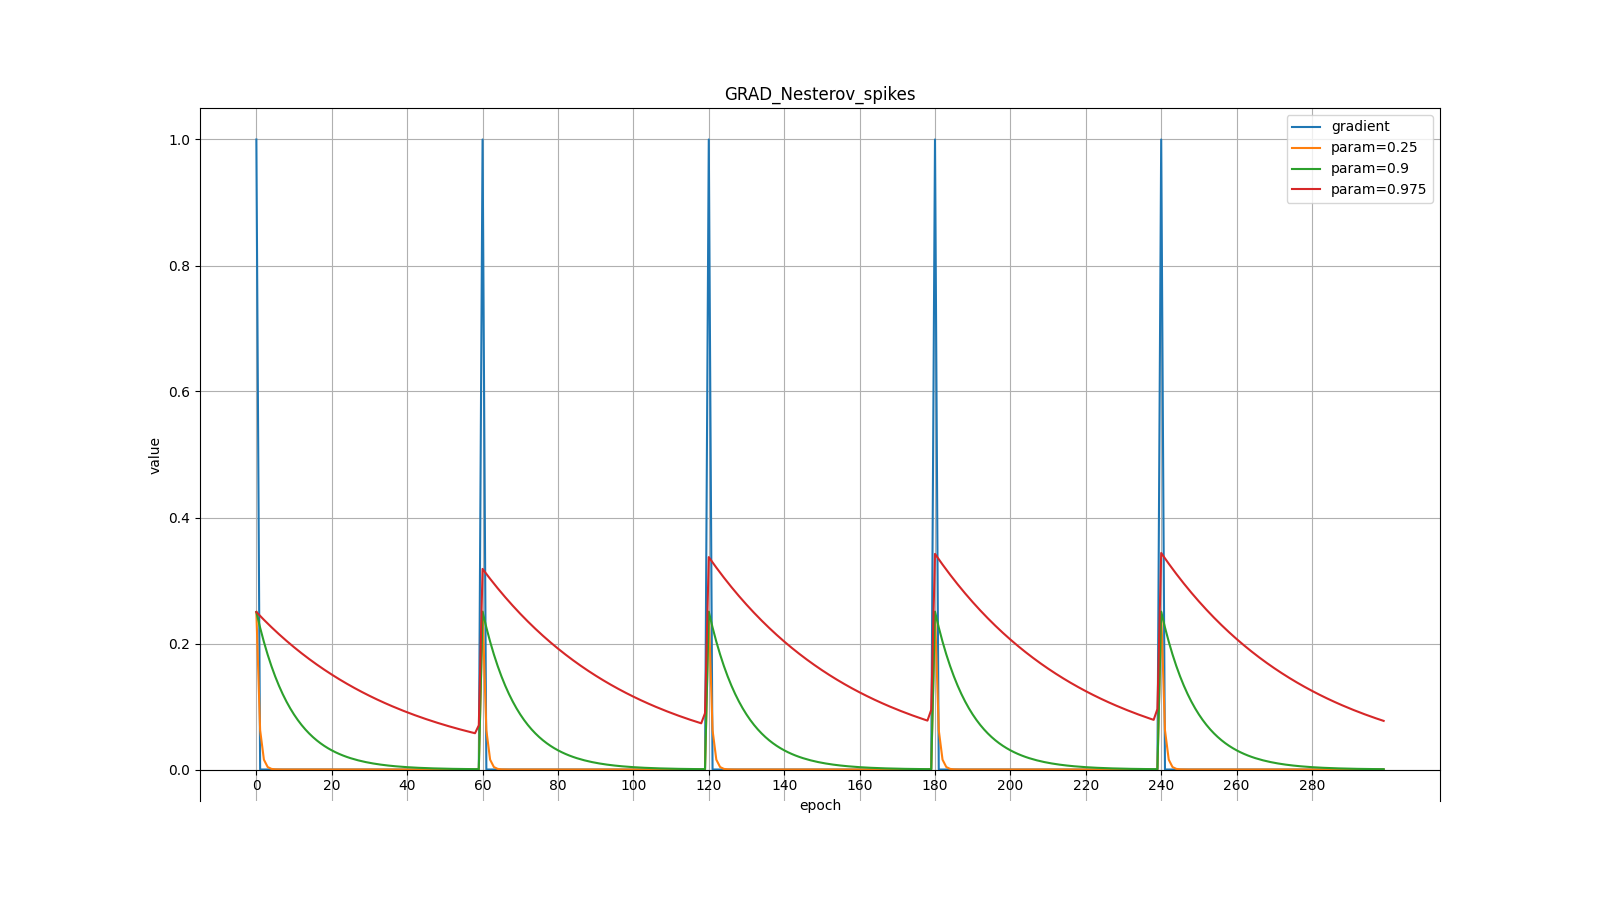 GRAD_Nesterov_spikes
gradient
param=0.25
param=0.9
param=0.975
1.0
0.8
0.6
0.4
0.2
0.0
value
0 20 40 60 80 100 120 140 160 180 200 220 240 260 280
epoch